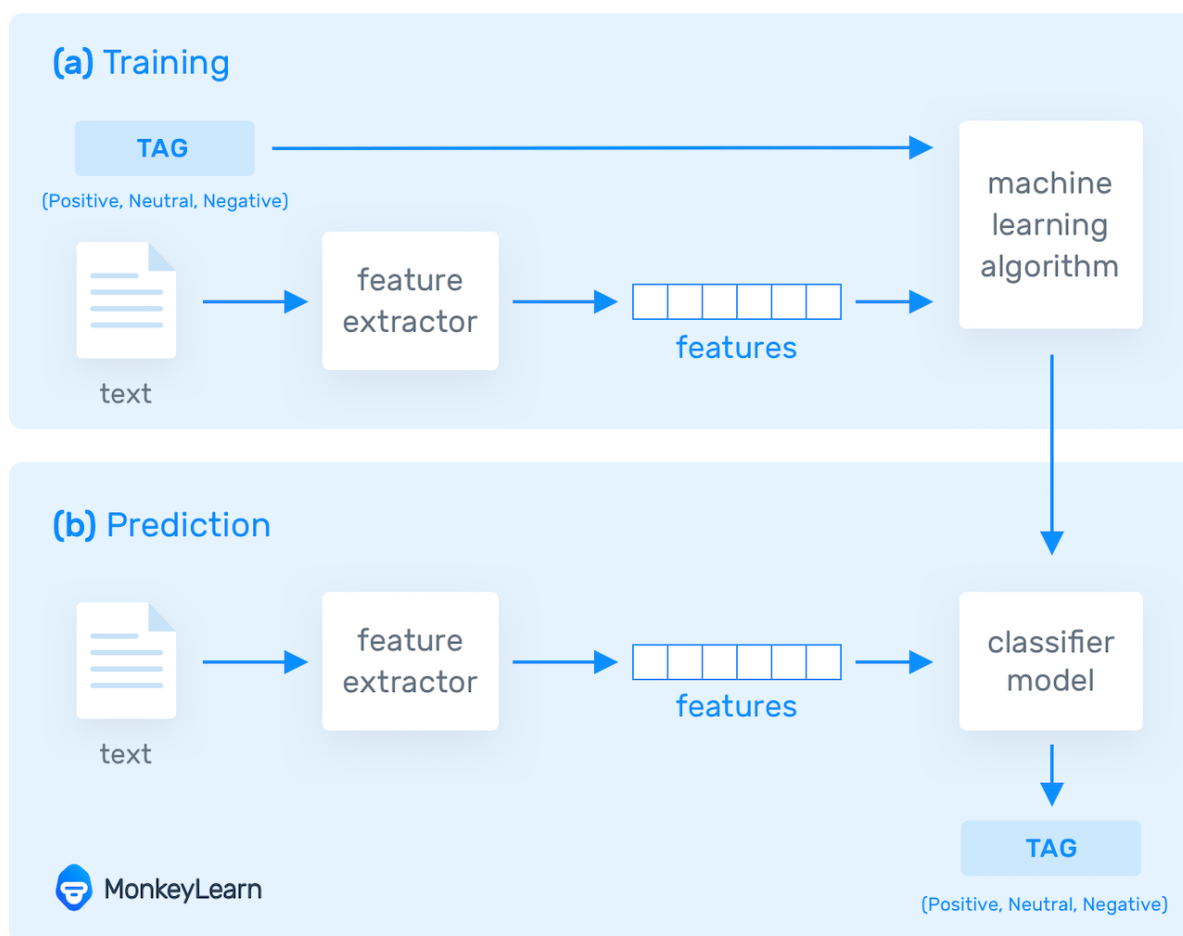 (a) Training
TAG
(Positive, Neutral, Negative)
text
feature
extractor
features
machine
learning
algorithm
(b) Prediction
text
feature
extractor
features
classifier
model
TAG
(Positive, Neutral, Negative)
MonkeyLearn